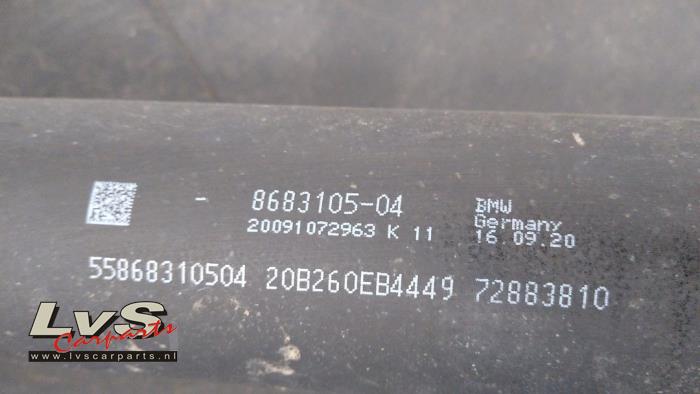 - 8683105-04
20091072963 K 11
BMW
Germany
16.09.20
55868310504 20B260EB4449 72883810
LvS
Carparts
www.lvscarparts.nl